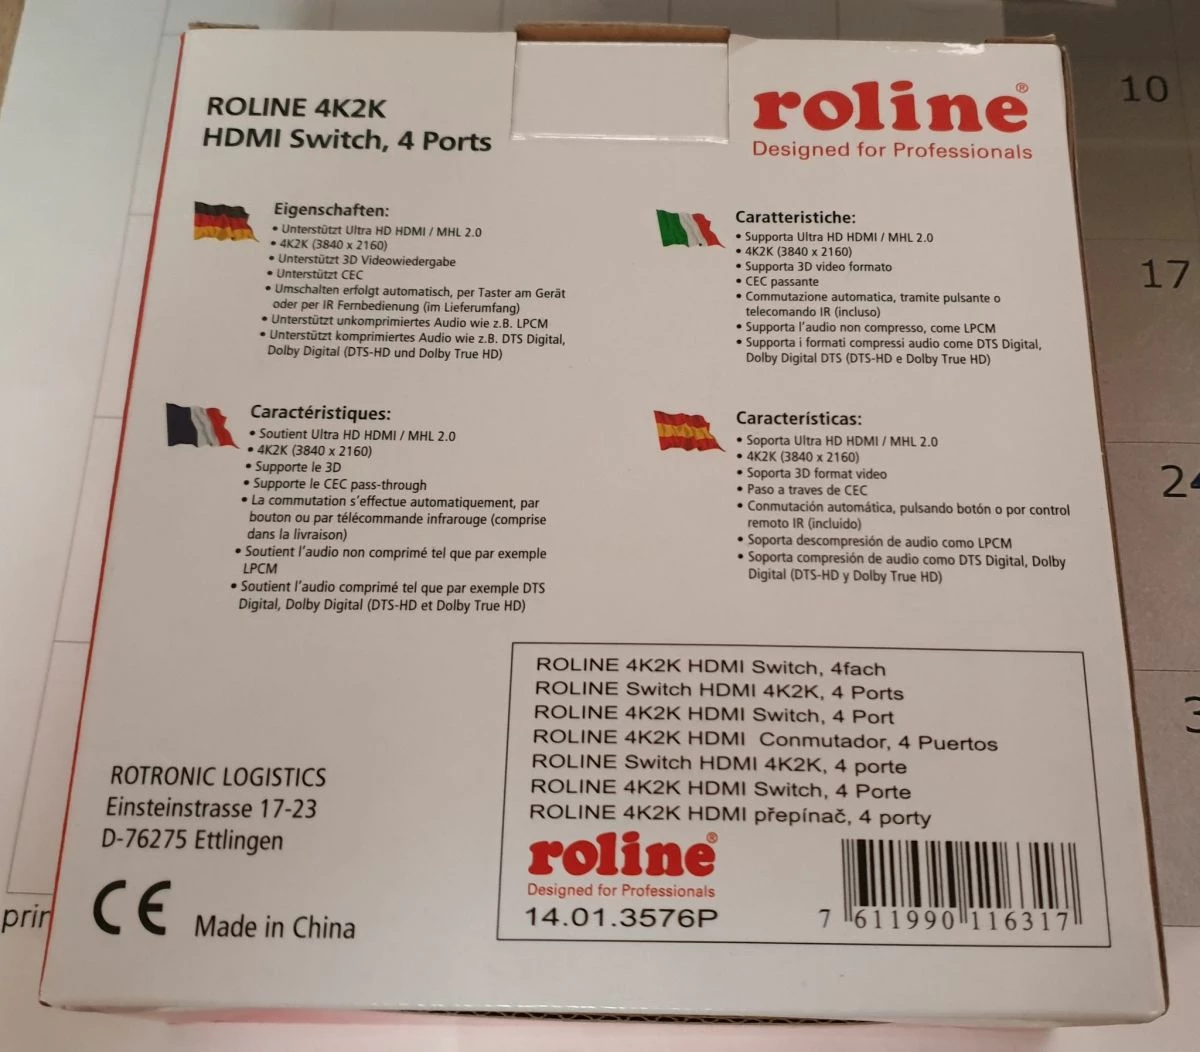 ROLINE 4K2K
HDMI Switch, 4 Ports
roline®
Designed for Professionals
Eigenschaften:
• Unterstützt Ultra HD HDMI / MHL 2.0
• 4K2K (3840 x 2160)
• Unterstützt 3D Videowiedergabe
• Unterstützt CEC
• Umschalten erfolgt automatisch, per Taster am Gerät
oder per IR Fernbedienung (im Lieferumfang)
• Unterstützt unkomprimiertes Audio wie z.B. LPCM
• Unterstützt komprimiertes Audio wie z.B. DTS Digital,
Dolby Digital (DTS-HD und Dolby True HD)
Caratteristiche:
• Supporta Ultra HD HDMI / MHL 2.0
• 4K2K (3840 x 2160)
• Supporta 3D video formato
• CEC passante
• Commutazione automatica, tramite pulsante o
telecomando IR (incluso)
• Supporta l'audio non compresso, come LPCM
• Supporta i formati compressi audio come DTS Digital,
Dolby Digital DTS (DTS-HD e Dolby True HD)
Caractéristiques:
• Soutient Ultra HD HDMI / MHL 2.0
• 4K2K (3840 x 2160)
• Supporte le 3D
• Supporte le CEC pass-through
• La commutation s'effectue automatiquement, par
bouton ou par télécommande infrarouge (comprise
dans la livraison)
• Soutient l'audio non comprimé tel que par exemple
LPCM
• Soutient l'audio comprimé tel que par exemple DTS
Digital, Dolby Digital (DTS-HD et Dolby True HD)
Características:
• Soporta Ultra HD HDMI / MHL 2.0
• 4K2K (3840 x 2160)
• Soporta 3D format video
• Paso a traves de CEC
• Conmutación automática, pulsando botón o por control
remoto IR (incluido)
• Soporta descompresión de audio como LPCM
• Soporta compresión de audio como DTS Digital, Dolby
Digital (DTS-HD y Dolby True HD)
ROLINE 4K2K HDMI Switch, 4fach
ROLINE Switch HDMI 4K2K, 4 Ports
ROLINE 4K2K HDMI Switch, 4 Port
ROLINE 4K2K HDMI Conmutador, 4 Puertos
ROLINE Switch HDMI 4K2K, 4 porte
ROLINE 4K2K HDMI Switch, 4 Porte
ROLINE 4K2K HDMI přepínač, 4 porty
roline®
Designed for Professionals
14.01.3576P
7 611990 116317
ROTRONIC LOGISTICS
Einsteinstrasse 17-23
D-76275 Ettlingen
CE Made in China
10
17